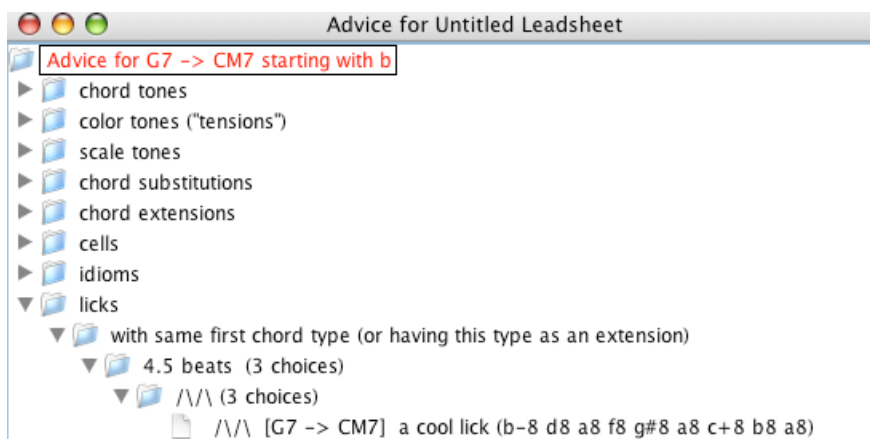 Advice for Untitled Leadsheet
Advice for G7 -> CM7 starting with b
chord tones
color tones ("tensions")
scale tones
chord substitutions
chord extensions
cells
idioms
licks
with same first chord type (or having this type as an extension)
4.5 beats (3 choices)
/\/\ (3 choices)
/\/\ [G7 -> CM7] a cool lick (b-8 d8 a8 f8 g#8 a8 c+8 b8 a8)